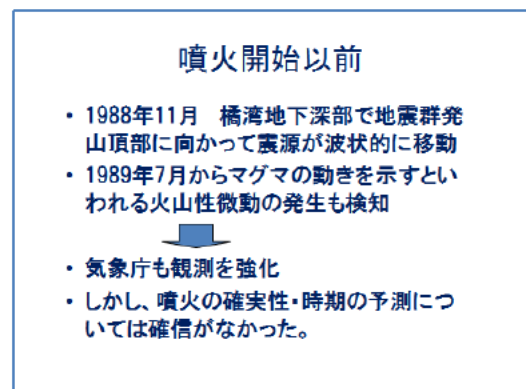 噴火開始以前
• 1988年11月　橘湾地下深部で地震群発
山頂部に向かって震源が波状的に移動
• 1989年7月からマグマの動きを示すとい
われる火山性微動の発生も検知
• 気象庁も観測を強化
• しかし、噴火の確実性・時期の予測につ
いては確信がなかった。